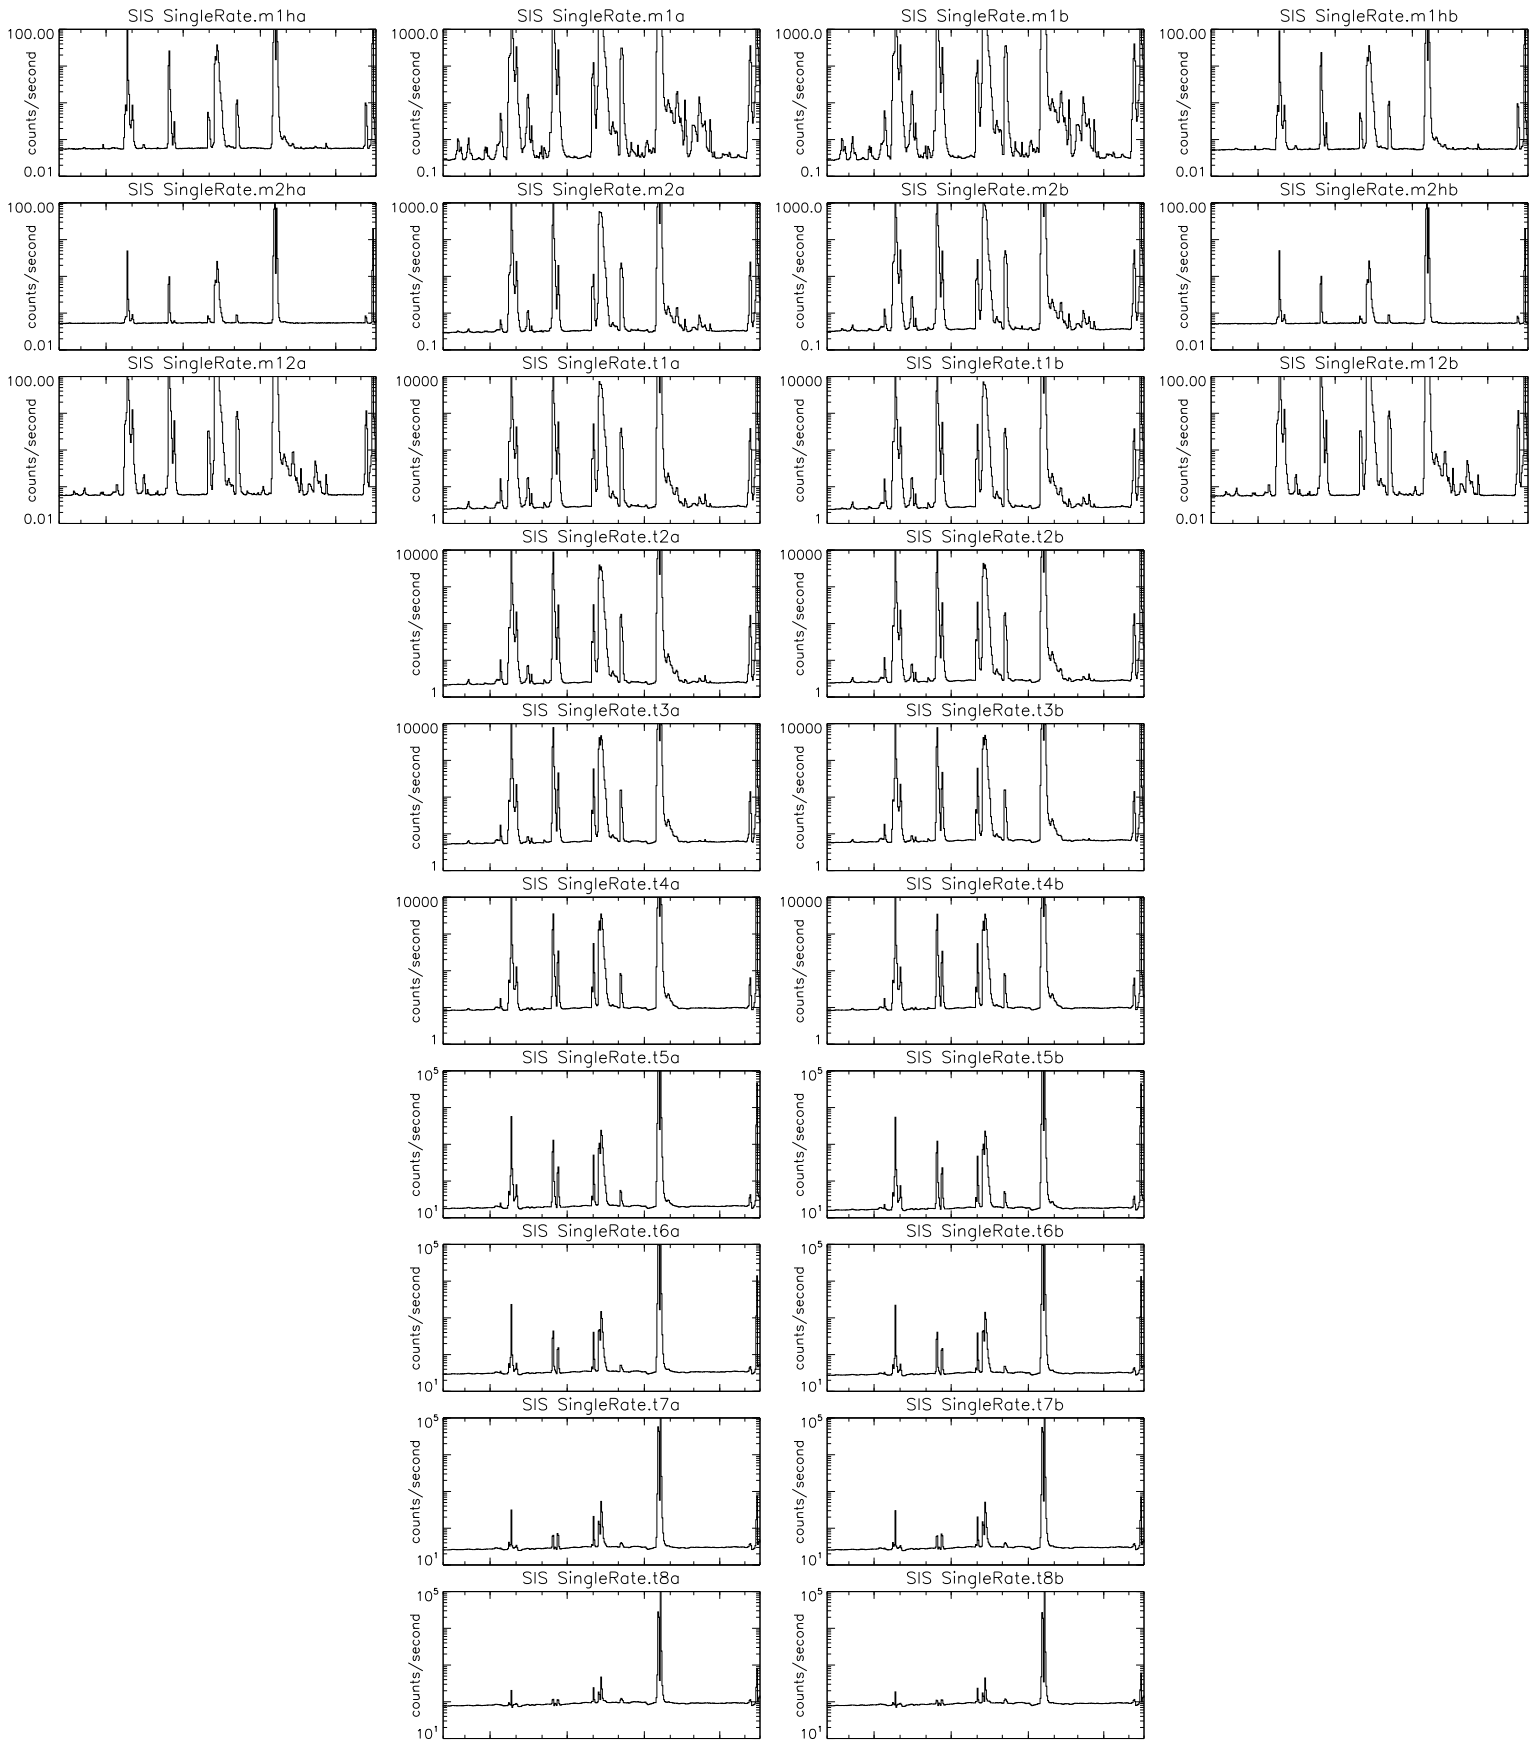 SIS SingleRate.m1ha SIS SingleRate.m1a SIS SingleRate.m1b SIS SingleRate.m1hb
100.00 1000.0 1000.0 100.00
counts/second counts/second counts/second counts/second
0.01 0.1 0.1 0.01
SIS SingleRate.m2ha SIS SingleRate.m2a SIS SingleRate.m2b SIS SingleRate.m2hb
100.00 1000.0 1000.0 100.00
counts/second counts/second counts/second counts/second
0.01 0.1 0.1 0.01
SIS SingleRate.m12a SIS SingleRate.t1a SIS SingleRate.t1b SIS SingleRate.m12b
100.00 10000 10000 100.00
counts/second counts/second counts/second counts/second
0.01 1 1 0.01
SIS SingleRate.t2a SIS SingleRate.t2b
10000 10000
counts/second counts/second
1 1
SIS SingleRate.t3a SIS SingleRate.t3b
10000 10000
counts/second counts/second
1 1
SIS SingleRate.t4a SIS SingleRate.t4b
10000 10000
counts/second counts/second
1 1
SIS SingleRate.t5a SIS SingleRate.t5b
10⁵ 10⁵
counts/second counts/second
10¹ 10¹
SIS SingleRate.t6a SIS SingleRate.t6b
10⁵ 10⁵
counts/second counts/second
10¹ 10¹
SIS SingleRate.t7a SIS SingleRate.t7b
10⁵ 10⁵
counts/second counts/second
10¹ 10¹
SIS SingleRate.t8a SIS SingleRate.t8b
10⁵ 10⁵
counts/second counts/second
10¹ 10¹